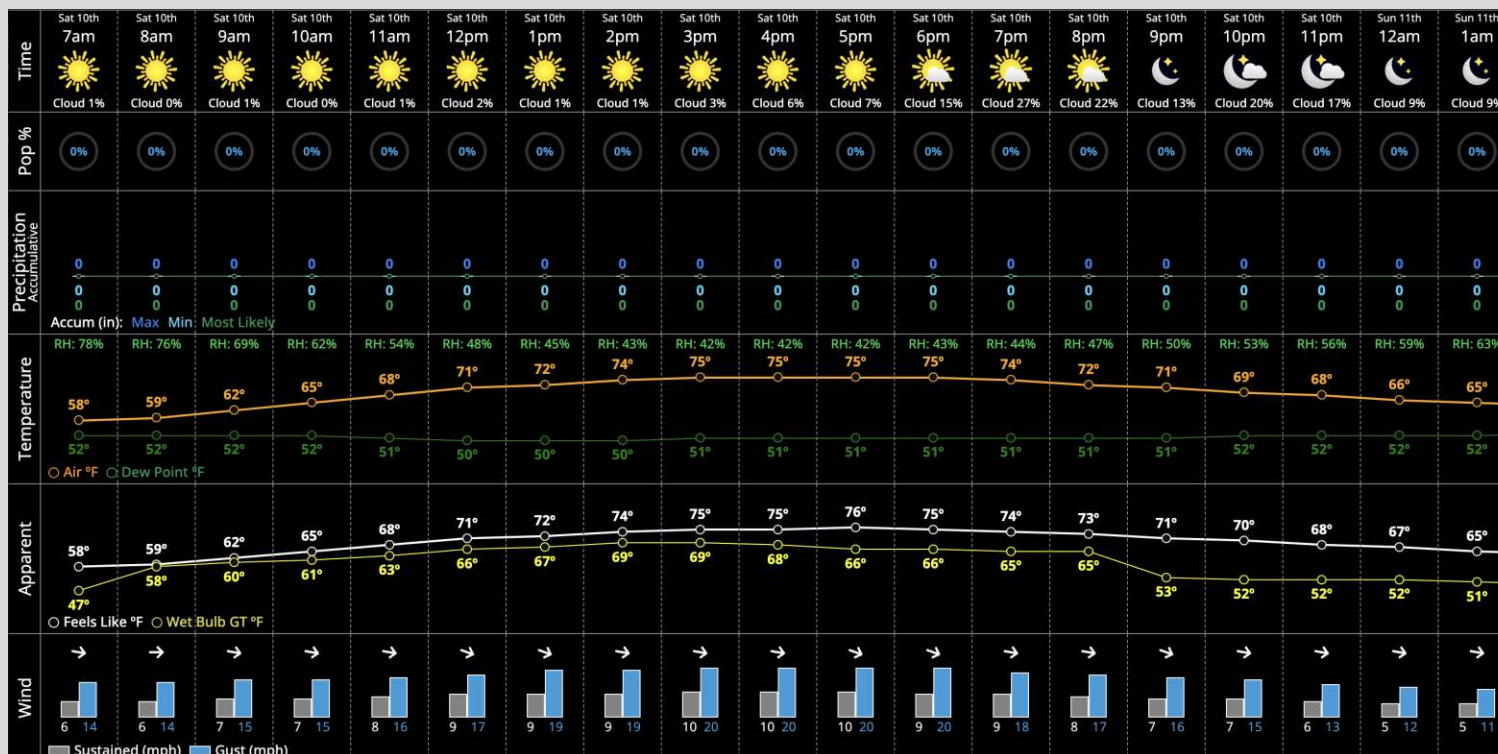 Sat 10th Sat 10th Sat 10th Sat 10th Sat 10th Sat 10th Sat 10th Sat 10th Sat 10th Sat 10th Sat 10th Sat 10th Sat 10th Sat 10th Sat 10th Sat 10th Sat 10th Sun 11th Sun 11th
Time 7am 8am 9am 10am 11am 12pm 1pm 2pm 3pm 4pm 5pm 6pm 7pm 8pm 9pm 10pm 11pm 12am 1am
Cloud 1% Cloud 0% Cloud 1% Cloud 0% Cloud 1% Cloud 2% Cloud 1% Cloud 1% Cloud 3% Cloud 6% Cloud 7% Cloud 15% Cloud 27% Cloud 22% Cloud 13% Cloud 20% Cloud 17% Cloud 9% Cloud 9%
Pop % 0% 0% 0% 0% 0% 0% 0% 0% 0% 0% 0% 0% 0% 0% 0% 0% 0% 0% 0%
Precipitation
Accumulative
0 0 0 0 0 0 0 0 0 0 0 0 0 0 0 0 0 0 0
0 0 0 0 0 0 0 0 0 0 0 0 0 0 0 0 0 0 0
0 0 0 0 0 0 0 0 0 0 0 0 0 0 0 0 0 0 0
Accum (in): Max Min Most Likely
Temperature
RH: 78% RH: 76% RH: 69% RH: 62% RH: 54% RH: 48% RH: 45% RH: 43% RH: 42% RH: 42% RH: 42% RH: 43% RH: 44% RH: 47% RH: 50% RH: 53% RH: 56% RH: 59% RH: 63%
58° 59° 62° 65° 68° 71° 72° 74° 75° 75° 75° 75° 74° 72° 71° 69° 68° 66° 65°
52° 52° 52° 52° 51° 50° 50° 50° 51° 51° 51° 51° 51° 51° 51° 52° 52° 52° 52°
Air °F Dew Point °F
Apparent
58° 59° 62° 65° 68° 71° 72° 74° 75° 75° 76° 75° 74° 73° 71° 70° 68° 67° 65°
47° 58° 60° 61° 63° 66° 67° 69° 69° 68° 66° 66° 65° 65° 53° 52° 52° 52° 51°
Feels Like °F Wet Bulb GT °F
Wind
6 14 6 14 7 15 7 15 8 16 9 17 9 19 9 19 10 20 10 20 10 20 9 20 9 18 8 17 7 16 7 15 6 13 5 12 5 11
Sustained (mph) Gust (mph)